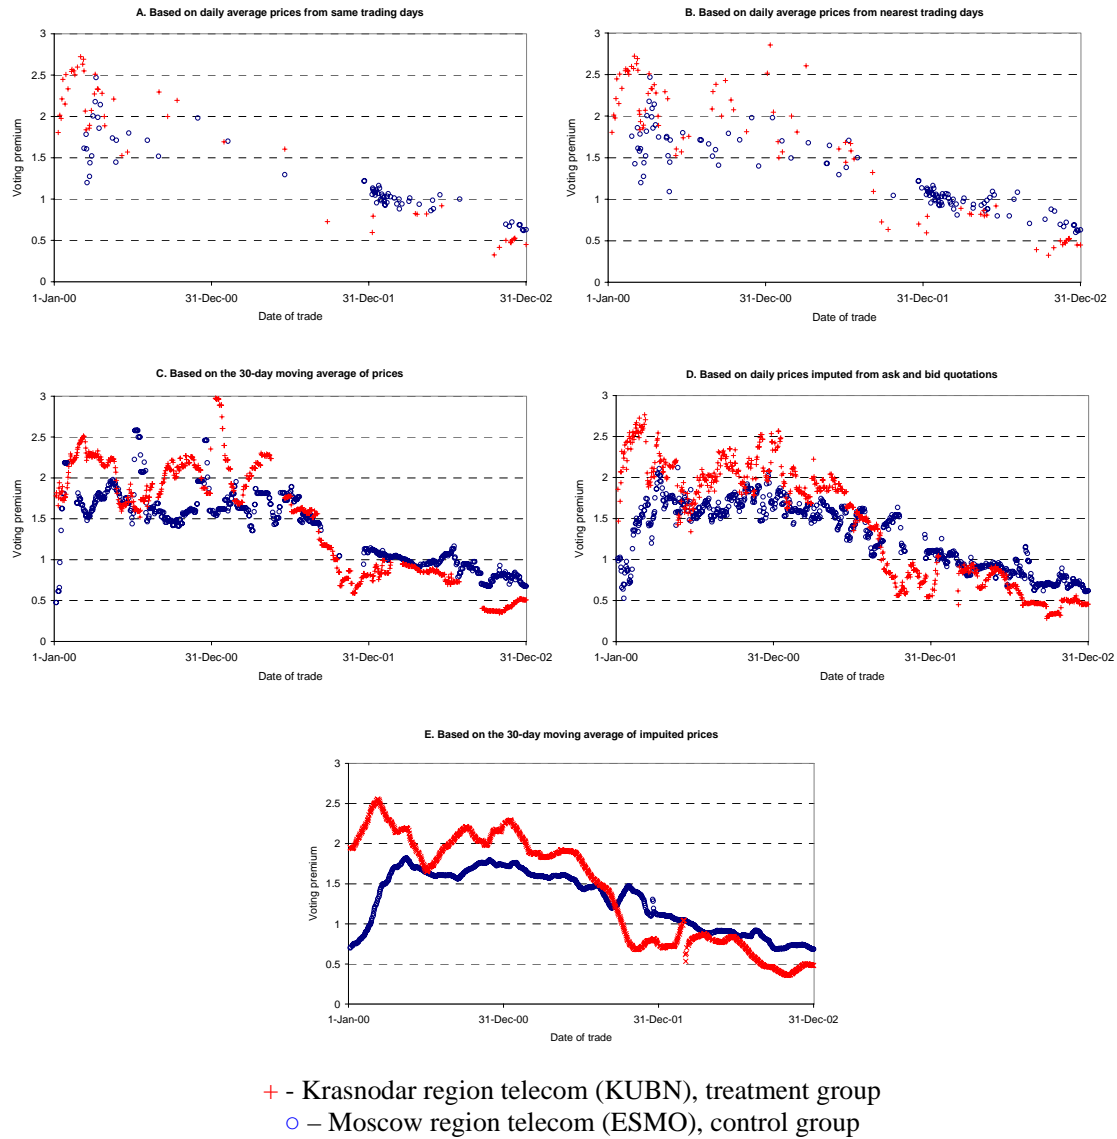 A. Based on daily average prices from same trading days
3
2.5
2
1.5
1
0.5
0
Voting premium
1-Jan-00 31-Dec-00 31-Dec-01 31-Dec-02
Date of trade
B. Based on daily average prices from nearest trading days
3
2.5
2
1.5
1
0.5
0
Voting premium
1-Jan-00 31-Dec-00 31-Dec-01 31-Dec-02
Date of trade
C. Based on the 30-day moving average of prices
3
2.5
2
1.5
1
0.5
0
Voting premium
1-Jan-00 31-Dec-00 31-Dec-01 31-Dec-02
Date of trade
D. Based on daily prices imputed from ask and bid quotations
3
2.5
2
1.5
1
0.5
0
Voting premium
1-Jan-00 31-Dec-00 31-Dec-01 31-Dec-02
Date of trade
E. Based on the 30-day moving average of impuited prices
3
2.5
2
1.5
1
0.5
0
Voting premium
1-Jan-00 31-Dec-00 31-Dec-01 31-Dec-02
Date of trade
+ - Krasnodar region telecom (KUBN), treatment group
○ – Moscow region telecom (ESMO), control group